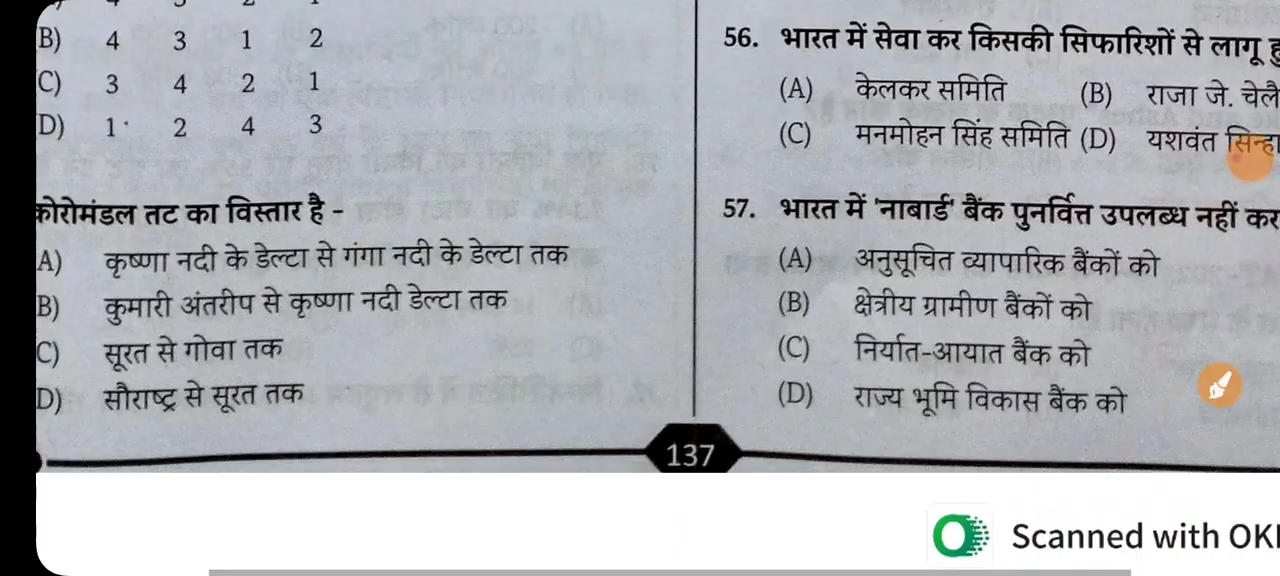 B) 4 3 1 2
C) 3 4 2 1
D) 1 2 4 3
कोरोमंडल तट का विस्तार है -
A) कृष्णा नदी के डेल्टा से गंगा नदी के डेल्टा तक
B) कुमारी अंतरीप से कृष्णा नदी डेल्टा तक
C) सूरत से गोवा तक
D) सौराष्ट्र से सूरत तक
56. भारत में सेवा कर किसकी सिफारिशों से लागू
(A) केलकर समिति (B) राजा जे. चेलै
(C) मनमोहन सिंह समिति (D) यशवंत सिन्हा
57. भारत में 'नाबार्ड' बैंक पुनर्वित्त उपलब्ध नहीं कर
(A) अनुसूचित व्यापारिक बैंकों को
(B) क्षेत्रीय ग्रामीण बैंकों को
(C) निर्यात-आयात बैंक को
(D) राज्य भूमि विकास बैंक को
137
Scanned with OK